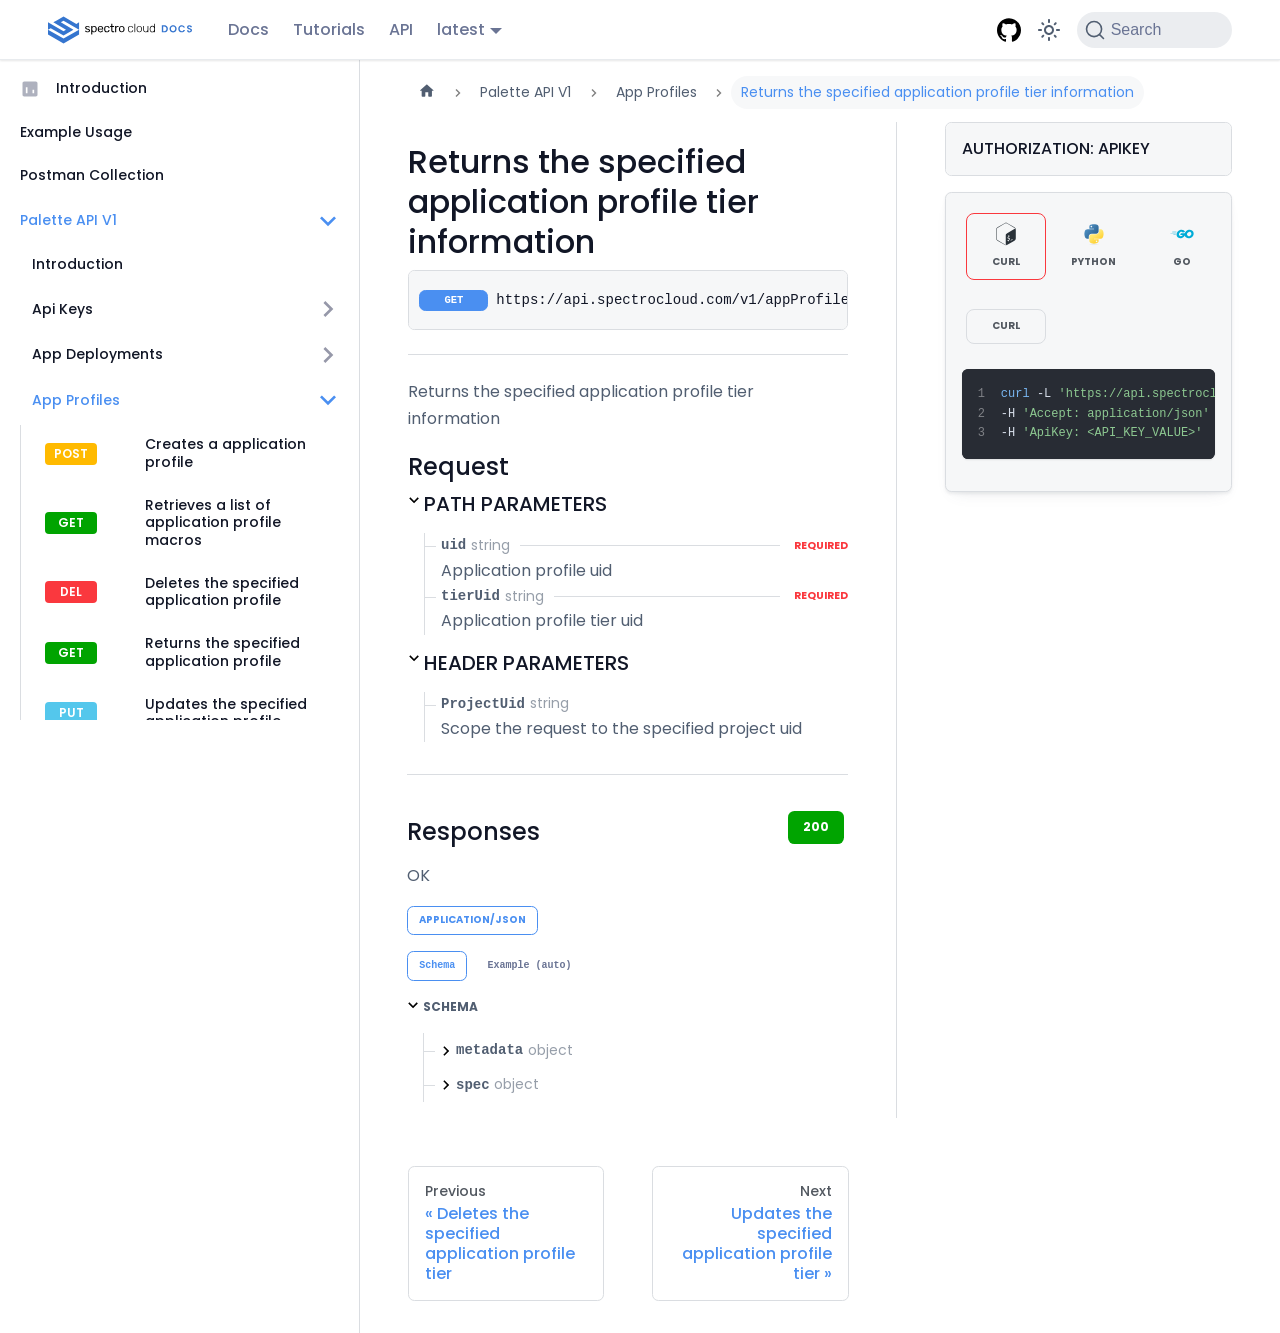 spectro cloud DOCS
Docs
Tutorials
API
latest
Search
Introduction
Example Usage
Postman Collection
Palette API V1
Introduction
Api Keys
App Deployments
App Profiles
POST
Creates a application
profile
GET
Retrieves a list of
application profile
macros
DEL
Deletes the specified
application profile
GET
Returns the specified
application profile
PUT
Updates the specified
application profile
Palette API V1
App Profiles
Returns the specified application profile tier information
Returns the specified
application profile tier
information
GET
https://api.spectrocloud.com/v1/appProfile
Returns the specified application profile tier
information
Request
PATH PARAMETERS
uid string
REQUIRED
Application profile uid
tierUid string
REQUIRED
Application profile tier uid
HEADER PARAMETERS
ProjectUid string
Scope the request to the specified project uid
Responses
200
OK
APPLICATION/JSON
Schema
Example (auto)
SCHEMA
metadata object
spec object
Previous
« Deletes the
specified
application profile
tier
Next
Updates the
specified
application profile
tier »
AUTHORIZATION: APIKEY
CURL
PYTHON
GO
CURL
1 curl -L 'https://api.spectrocl
2 -H 'Accept: application/json'
3 -H 'ApiKey: <API_KEY_VALUE>'